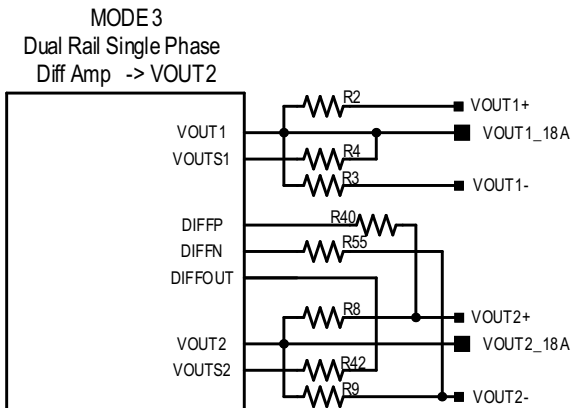 MODE 3
Dual Rail Single Phase
Diff Amp -> VOUT2
R2
VOUT1+
VOUT1
VOUT1_18A
VOUTS1
R4
R3
VOUT1-
DIFFP
R40
DIFFN
R55
DIFFOUT
R8
VOUT2+
VOUT2
VOUT2_18A
VOUTS2
R42
R9
VOUT2-